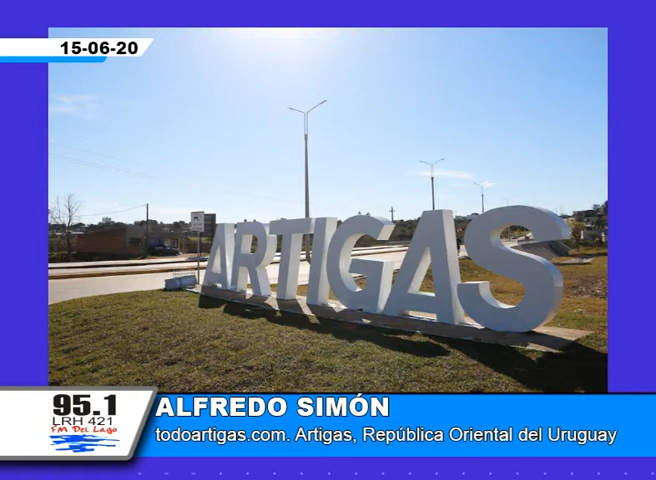 15-06-20
ARTIGAS
95.1
LRH 421
FM Del Lago
ALFREDO SIMÓN
todoartigas.com. Artigas, República Oriental del Uruguay